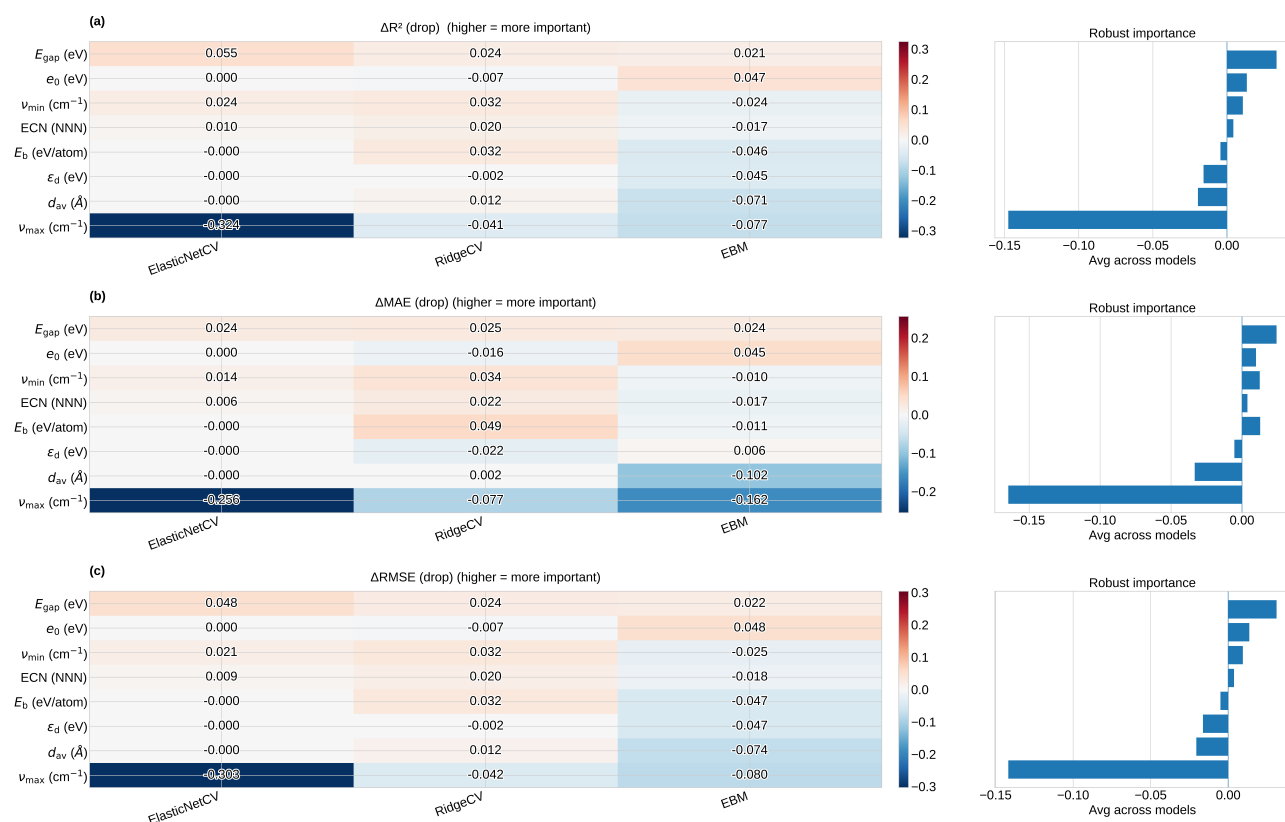 (a)
ΔR² (drop)  (higher = more important)
Robust importance
E_gap (eV) 0.055 0.024 0.021
e_0 (eV) 0.000 -0.007 0.047
ν_min (cm⁻¹) 0.024 0.032 -0.024
ECN (NNN) 0.010 0.020 -0.017
E_b (eV/atom) -0.000 0.032 -0.046
ε_d (eV) -0.000 -0.002 -0.045
d_av (Å) -0.000 0.012 -0.071
ν_max (cm⁻¹) -0.324 -0.041 -0.077
ElasticNetCV RidgeCV EBM
0.3
0.2
0.1
0.0
−0.1
−0.2
−0.3
−0.15 −0.10 −0.05 0.00
Avg across models
(b)
ΔMAE (drop) (higher = more important)
Robust importance
E_gap (eV) 0.024 0.025 0.024
e_0 (eV) 0.000 -0.016 0.045
ν_min (cm⁻¹) 0.014 0.034 -0.010
ECN (NNN) 0.006 0.022 -0.017
E_b (eV/atom) -0.000 0.049 -0.011
ε_d (eV) -0.000 -0.022 0.006
d_av (Å) -0.000 0.002 -0.102
ν_max (cm⁻¹) -0.256 -0.077 -0.162
ElasticNetCV RidgeCV EBM
0.2
0.1
0.0
−0.1
−0.2
−0.15 −0.10 −0.05 0.00
Avg across models
(c)
ΔRMSE (drop) (higher = more important)
Robust importance
E_gap (eV) 0.048 0.024 0.022
e_0 (eV) 0.000 -0.007 0.048
ν_min (cm⁻¹) 0.021 0.032 -0.025
ECN (NNN) 0.009 0.020 -0.018
E_b (eV/atom) -0.000 0.032 -0.047
ε_d (eV) -0.000 -0.002 -0.047
d_av (Å) -0.000 0.012 -0.074
ν_max (cm⁻¹) -0.303 -0.042 -0.080
ElasticNetCV RidgeCV EBM
0.3
0.2
0.1
0.0
−0.1
−0.2
−0.3
−0.15 −0.10 −0.05 0.00
Avg across models